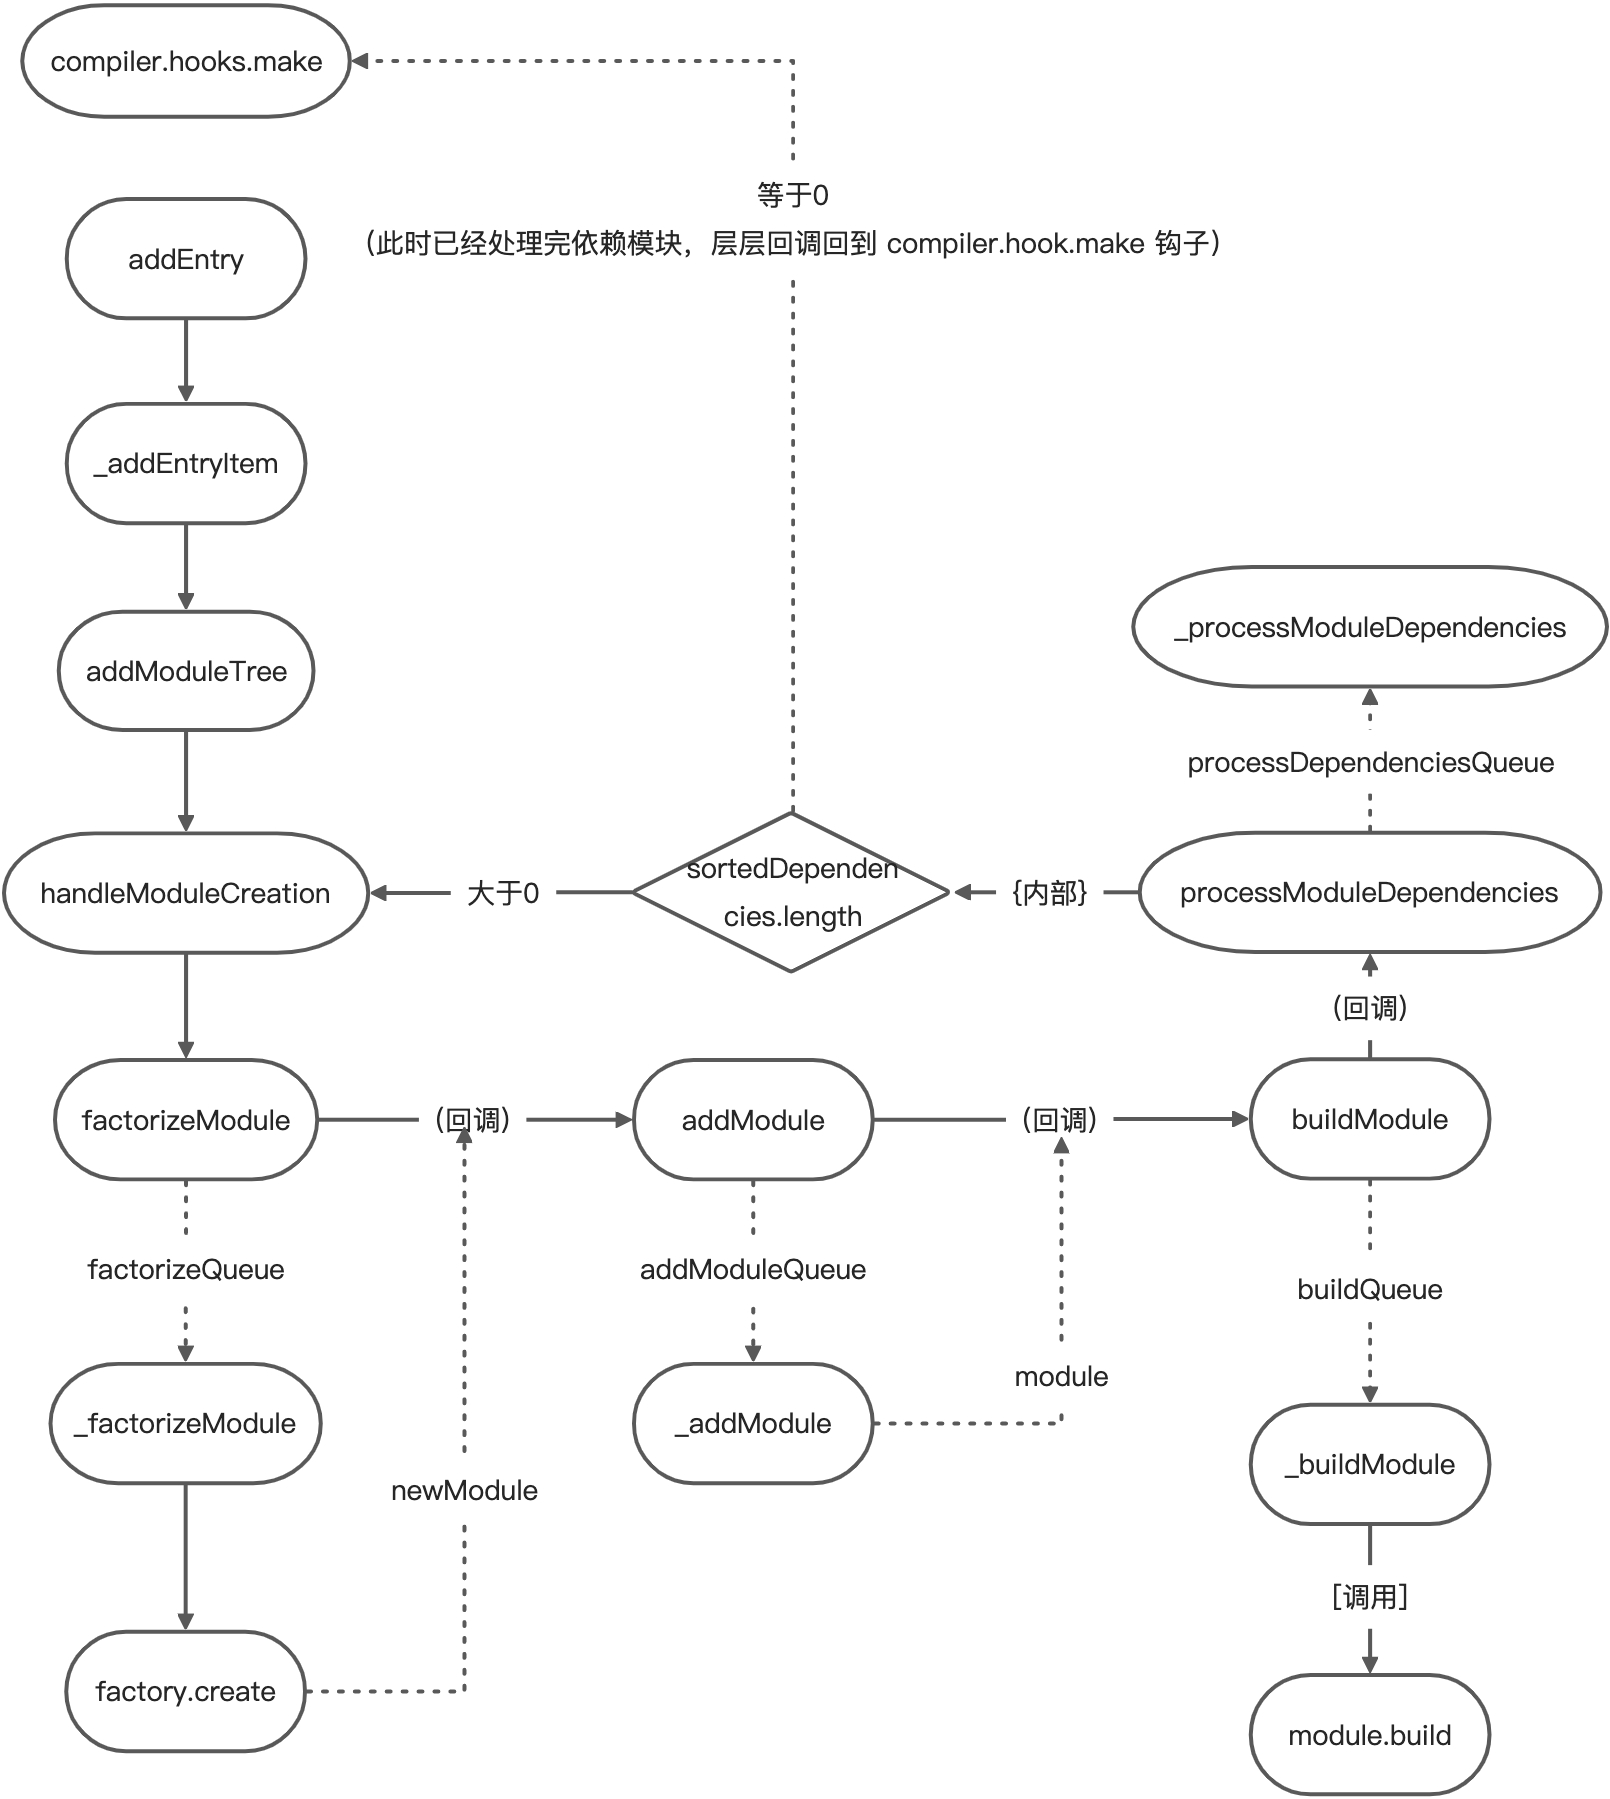 compiler.hooks.make
等于0
（此时已经处理完依赖模块，层层回调回到 compiler.hook.make 钩子）
addEntry
_addEntryItem
addModuleTree
_processModuleDependencies
processDependenciesQueue
handleModuleCreation
大于0
sortedDependen
cies.length
{内部}
processModuleDependencies
(回调)
factorizeModule
(回调)
addModule
(回调)
buildModule
factorizeQueue
addModuleQueue
buildQueue
module
_factorizeModule
_addModule
_buildModule
newModule
[调用]
factory.create
module.build